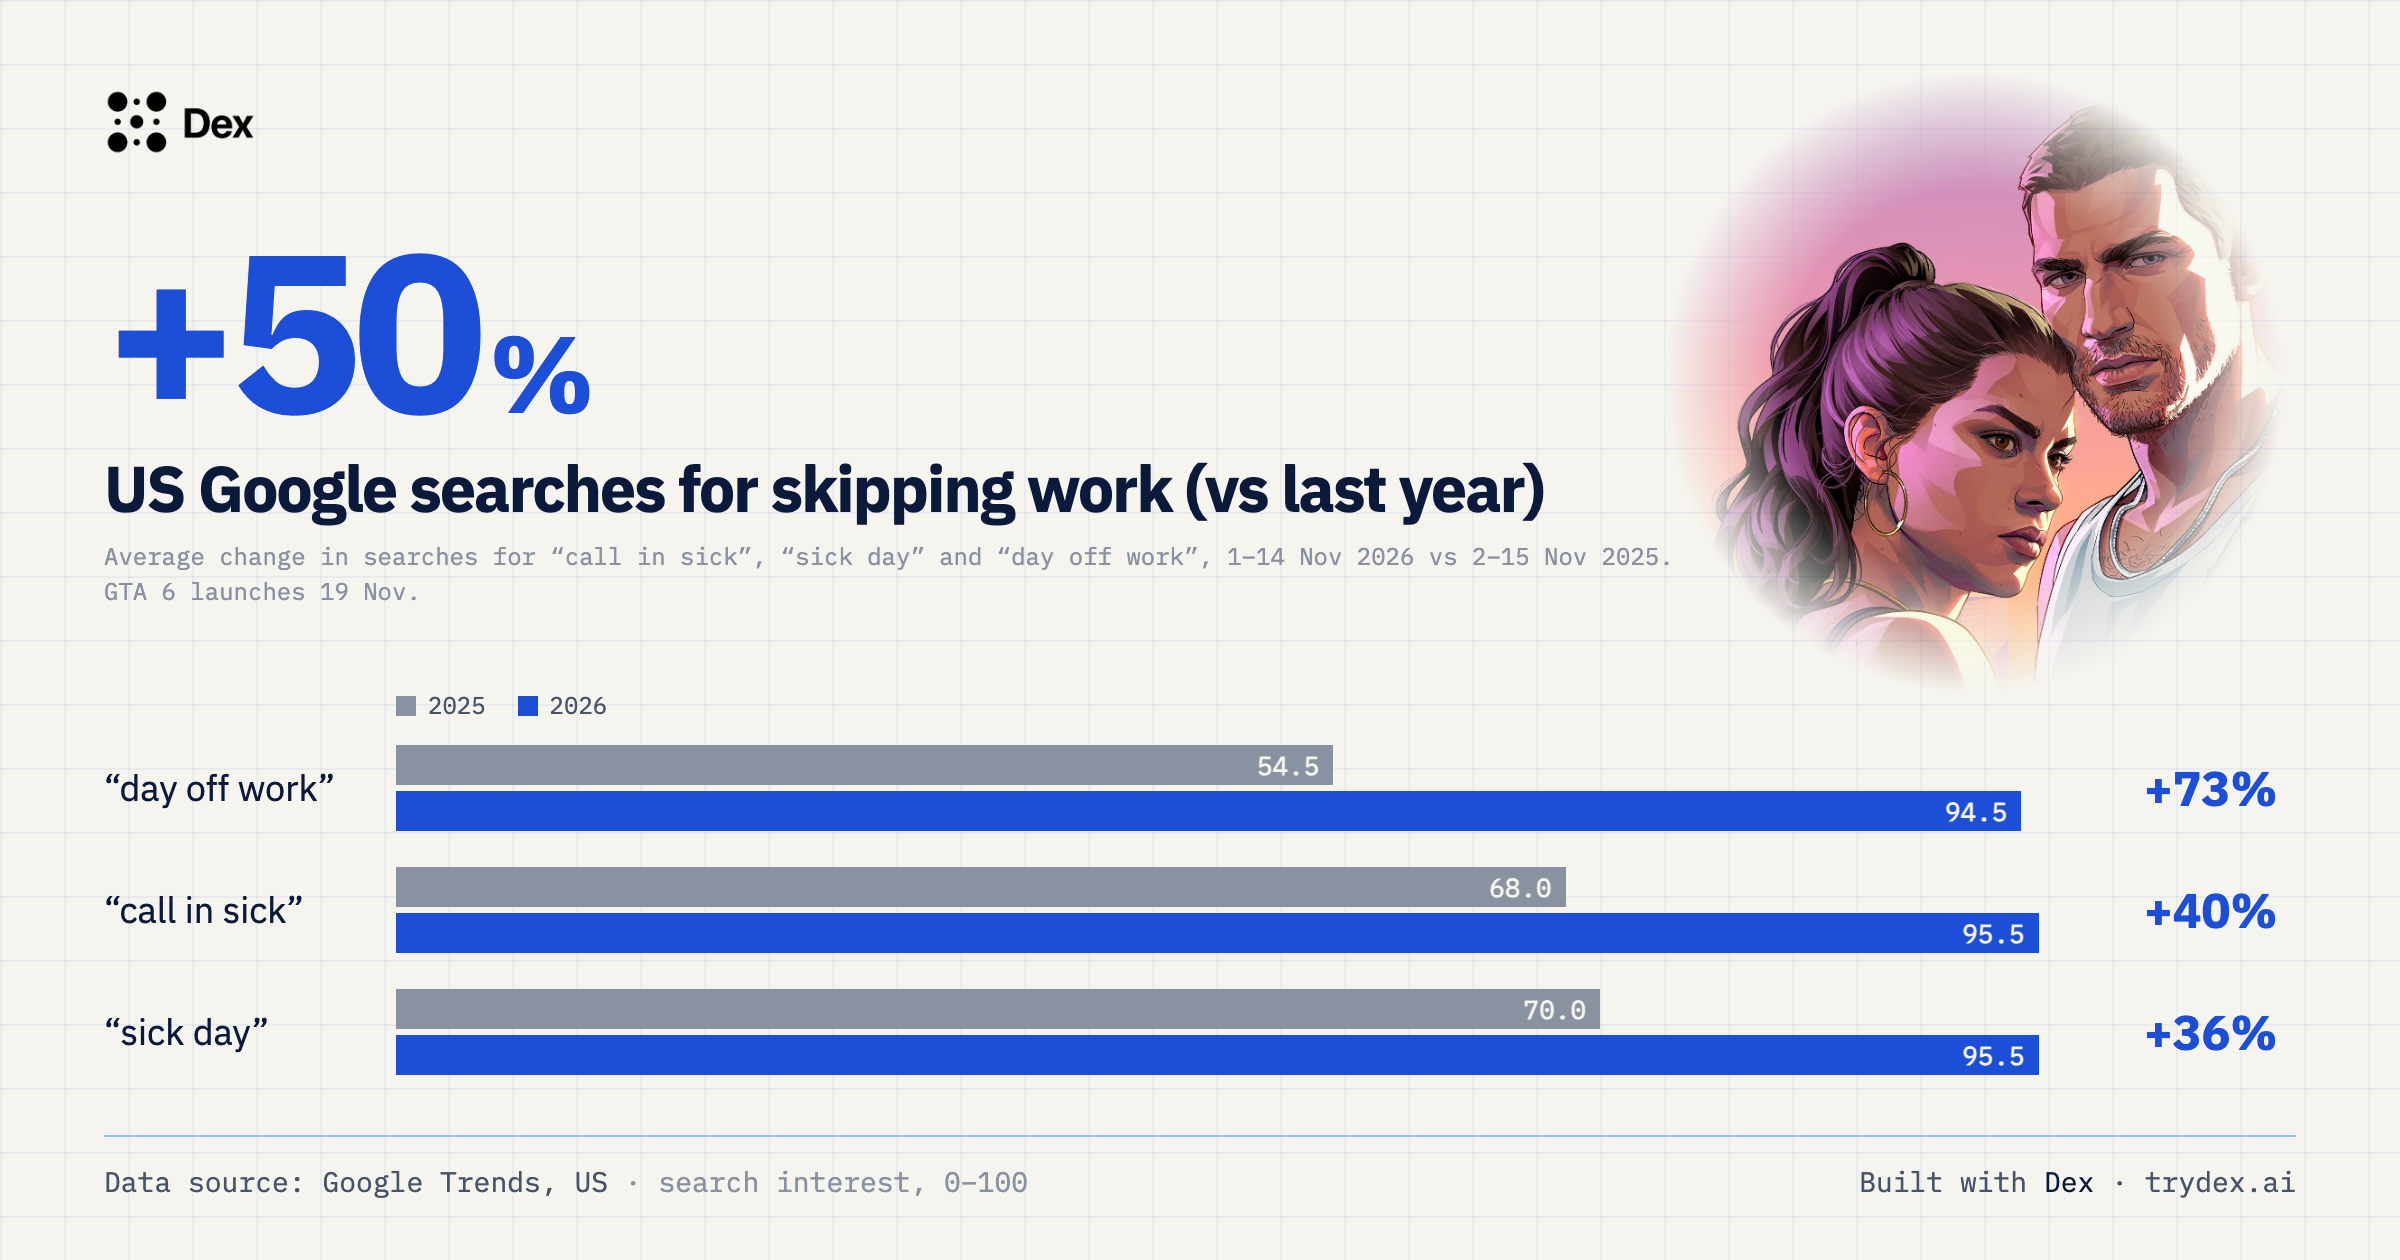 Dex
+50%
US Google searches for skipping work (vs last year)
Average change in searches for “call in sick”, “sick day” and “day off work”, 1–14 Nov 2026 vs 2–15 Nov 2025.
GTA 6 launches 19 Nov.
2025 2026
“day off work” 54.5 94.5 +73%
“call in sick” 68.0 95.5 +40%
“sick day” 70.0 95.5 +36%
Data source: Google Trends, US · search interest, 0–100
Built with Dex · trydex.ai